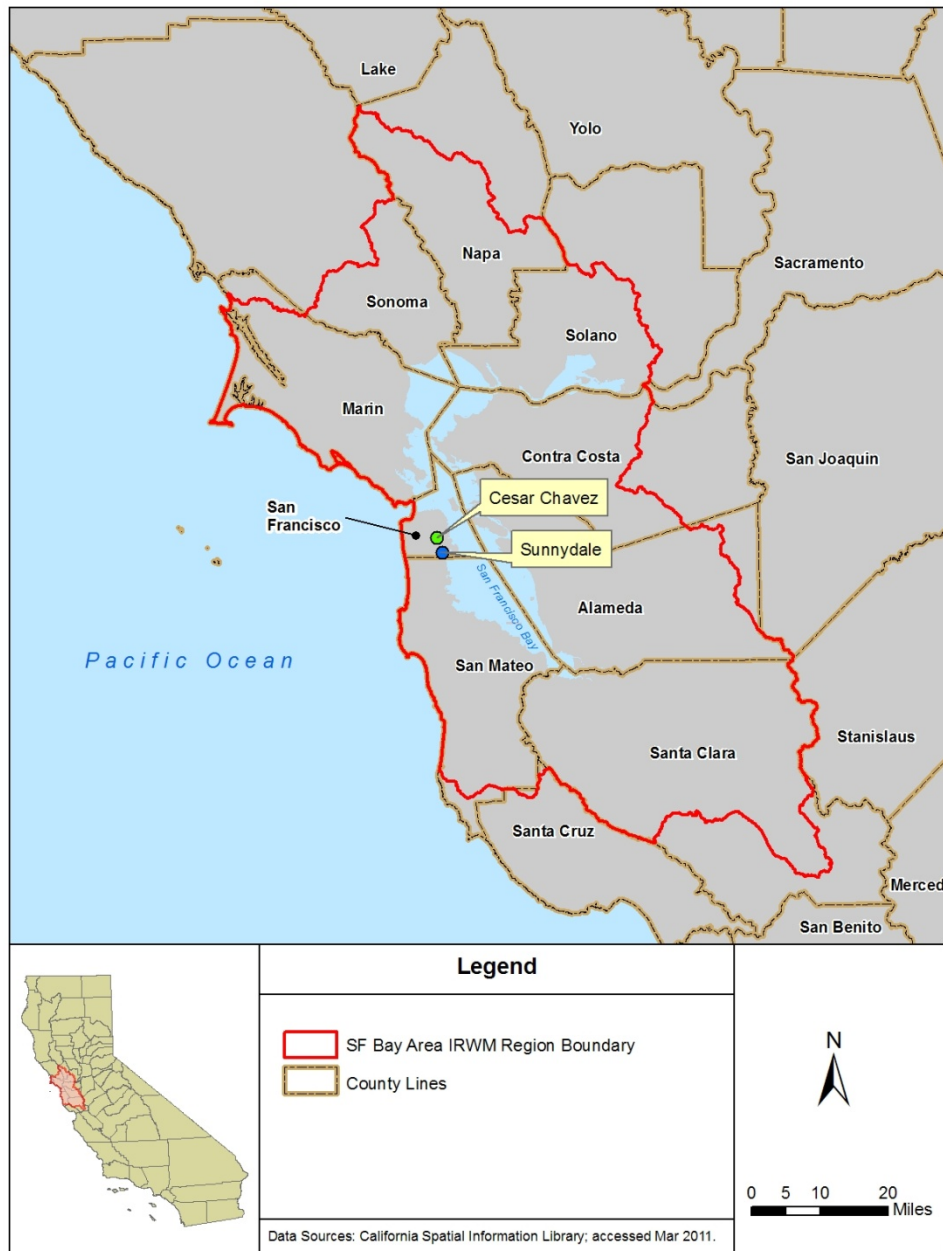 Lake
Yolo
Napa
Sacramento
Sonoma
Solano
Marin
Contra Costa
San Joaquin
Cesar Chavez
San
Francisco
Sunnydale
San Francisco Bay
Alameda
Pacific Ocean
San Mateo
Santa Clara
Stanislaus
Santa Cruz
Merced
San Benito
Legend
SF Bay Area IRWM Region Boundary
County Lines
N
0 5 10 20
Miles
Data Sources: California Spatial Information Library; accessed Mar 2011.